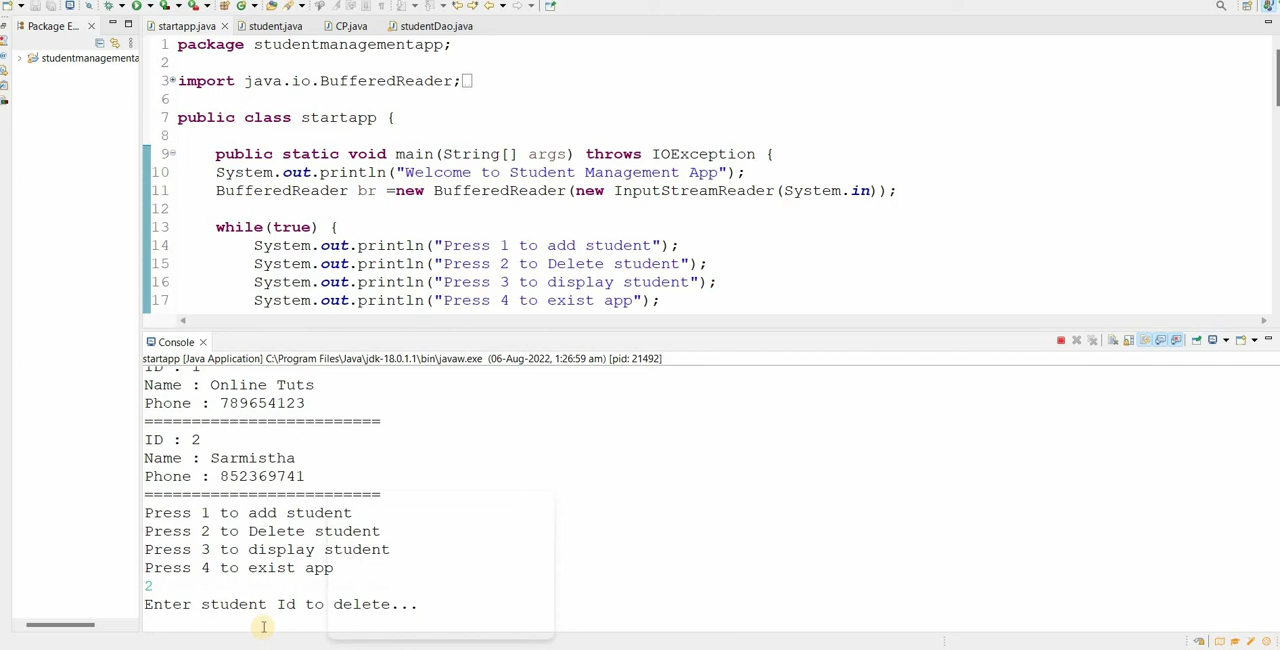 Package E...
startapp.java
student.java
CP.java
studentDao.java
studentmanagementa
1 package studentmanagementapp;
2
3 import java.io.BufferedReader;
6
7 public class startapp {
8
9 public static void main(String[] args) throws IOException {
10 System.out.println("Welcome to Student Management App");
11 BufferedReader br =new BufferedReader(new InputStreamReader(System.in));
12
13 while(true) {
14 System.out.println("Press 1 to add student");
15 System.out.println("Press 2 to Delete student");
16 System.out.println("Press 3 to display student");
17 System.out.println("Press 4 to exist app");
Console
startapp [Java Application] C:\Program Files\Java\jdk-18.0.1.1\bin\javaw.exe (06-Aug-2022, 1:26:59 am) [pid: 21492]
ID : 1
Name : Online Tuts
Phone : 789654123
=========================
ID : 2
Name : Sarmistha
Phone : 852369741
=========================
Press 1 to add student
Press 2 to Delete student
Press 3 to display student
Press 4 to exist app
2
Enter student Id to delete...